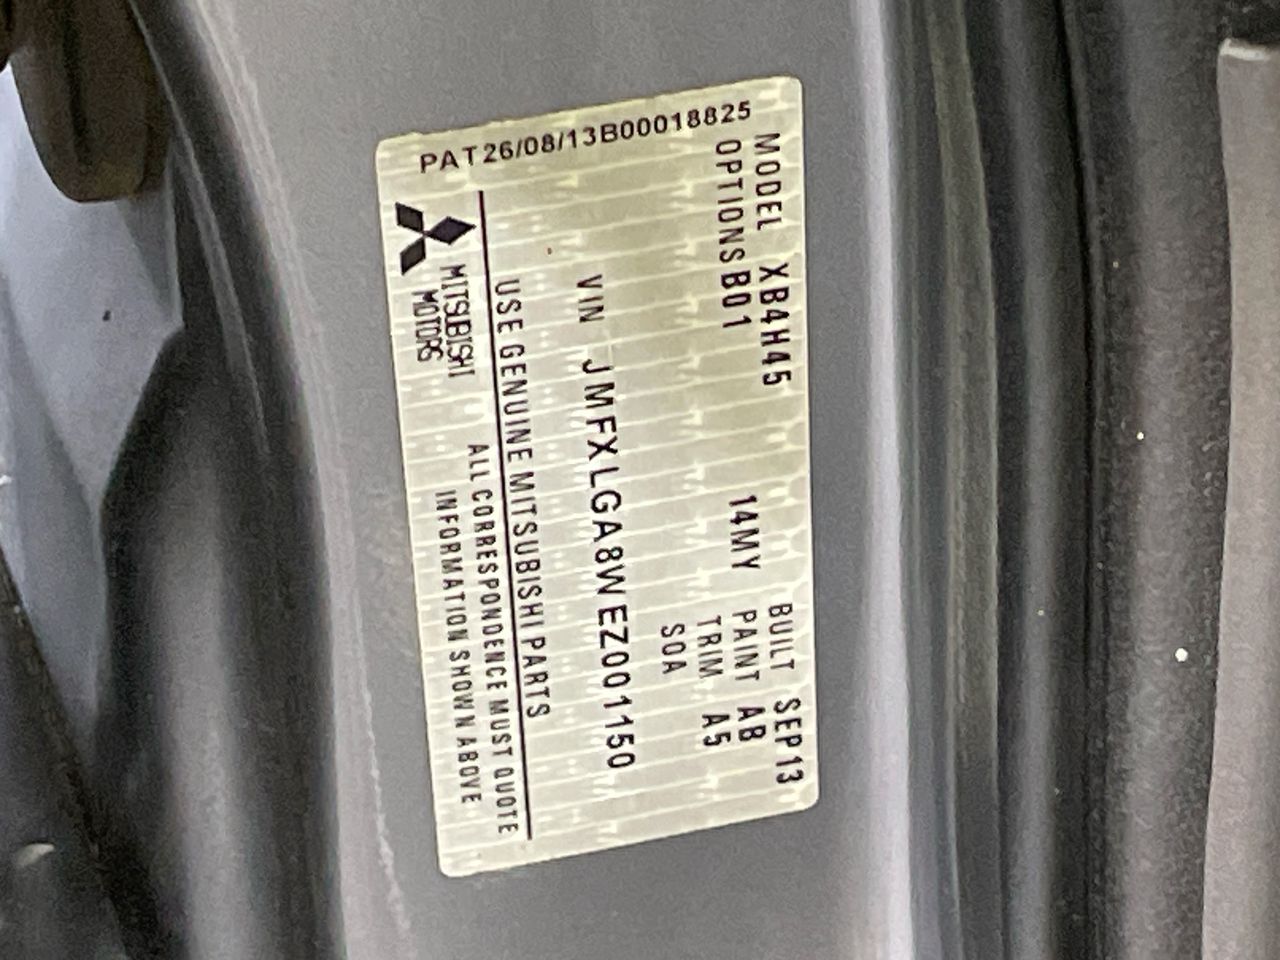 PAT26/08/13B00018825
MODEL XB4H45 BUILT SEP13
OPTIONS B01 14MY PAINT AB
TRIM A5
SOA
VIN JMFXLGA8WEZ001150
USE GENUINE MITSUBISHI PARTS
MITSUBISHI
MOTORS
ALL CORRESPONDENCE MUST QUOTE
INFORMATION SHOWN ABOVE